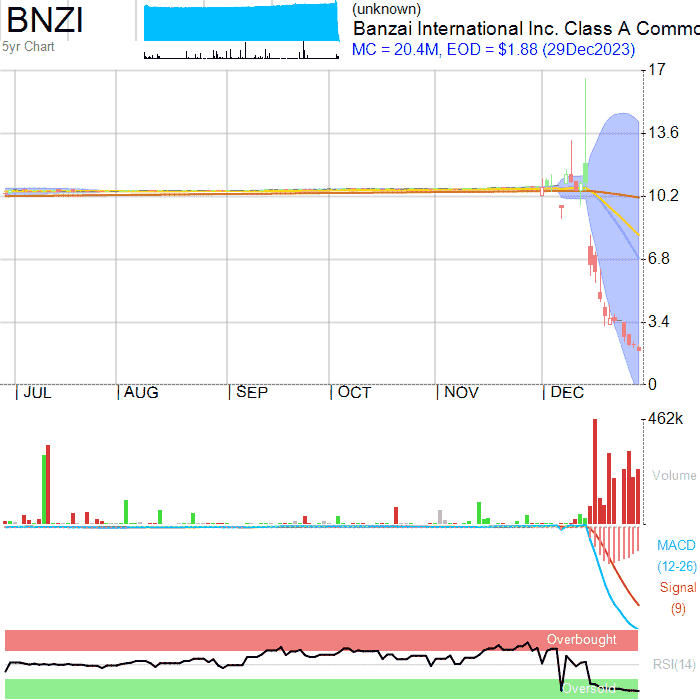 BNZI
5yr Chart
(unknown)
Banzai International Inc. Class A Commo
MC = 20.4M, EOD = $1.88 (29Dec2023)
17
13.6
10.2
6.8
3.4
0
JUL AUG SEP OCT NOV DEC
462k
Volume
MACD
(12-26)
Signal
(9)
Overbought
RSI(14)
Oversold